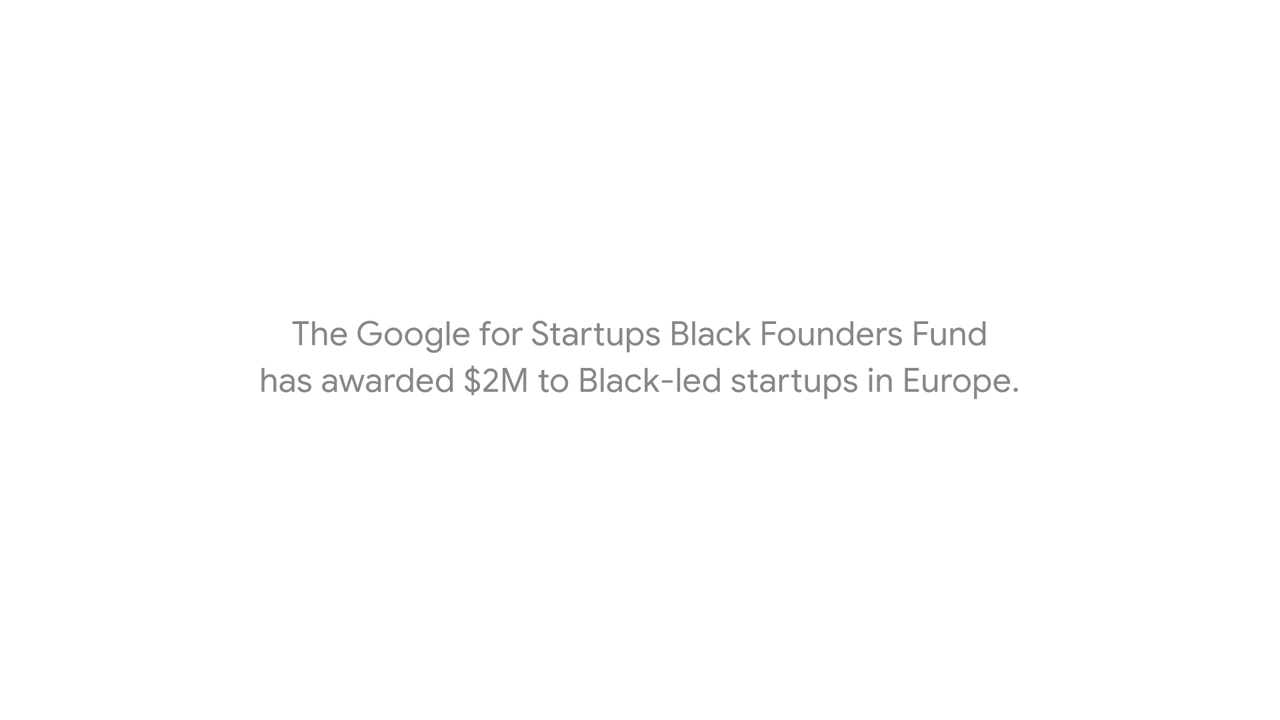 The Google for Startups Black Founders Fund
has awarded $2M to Black-led startups in Europe.